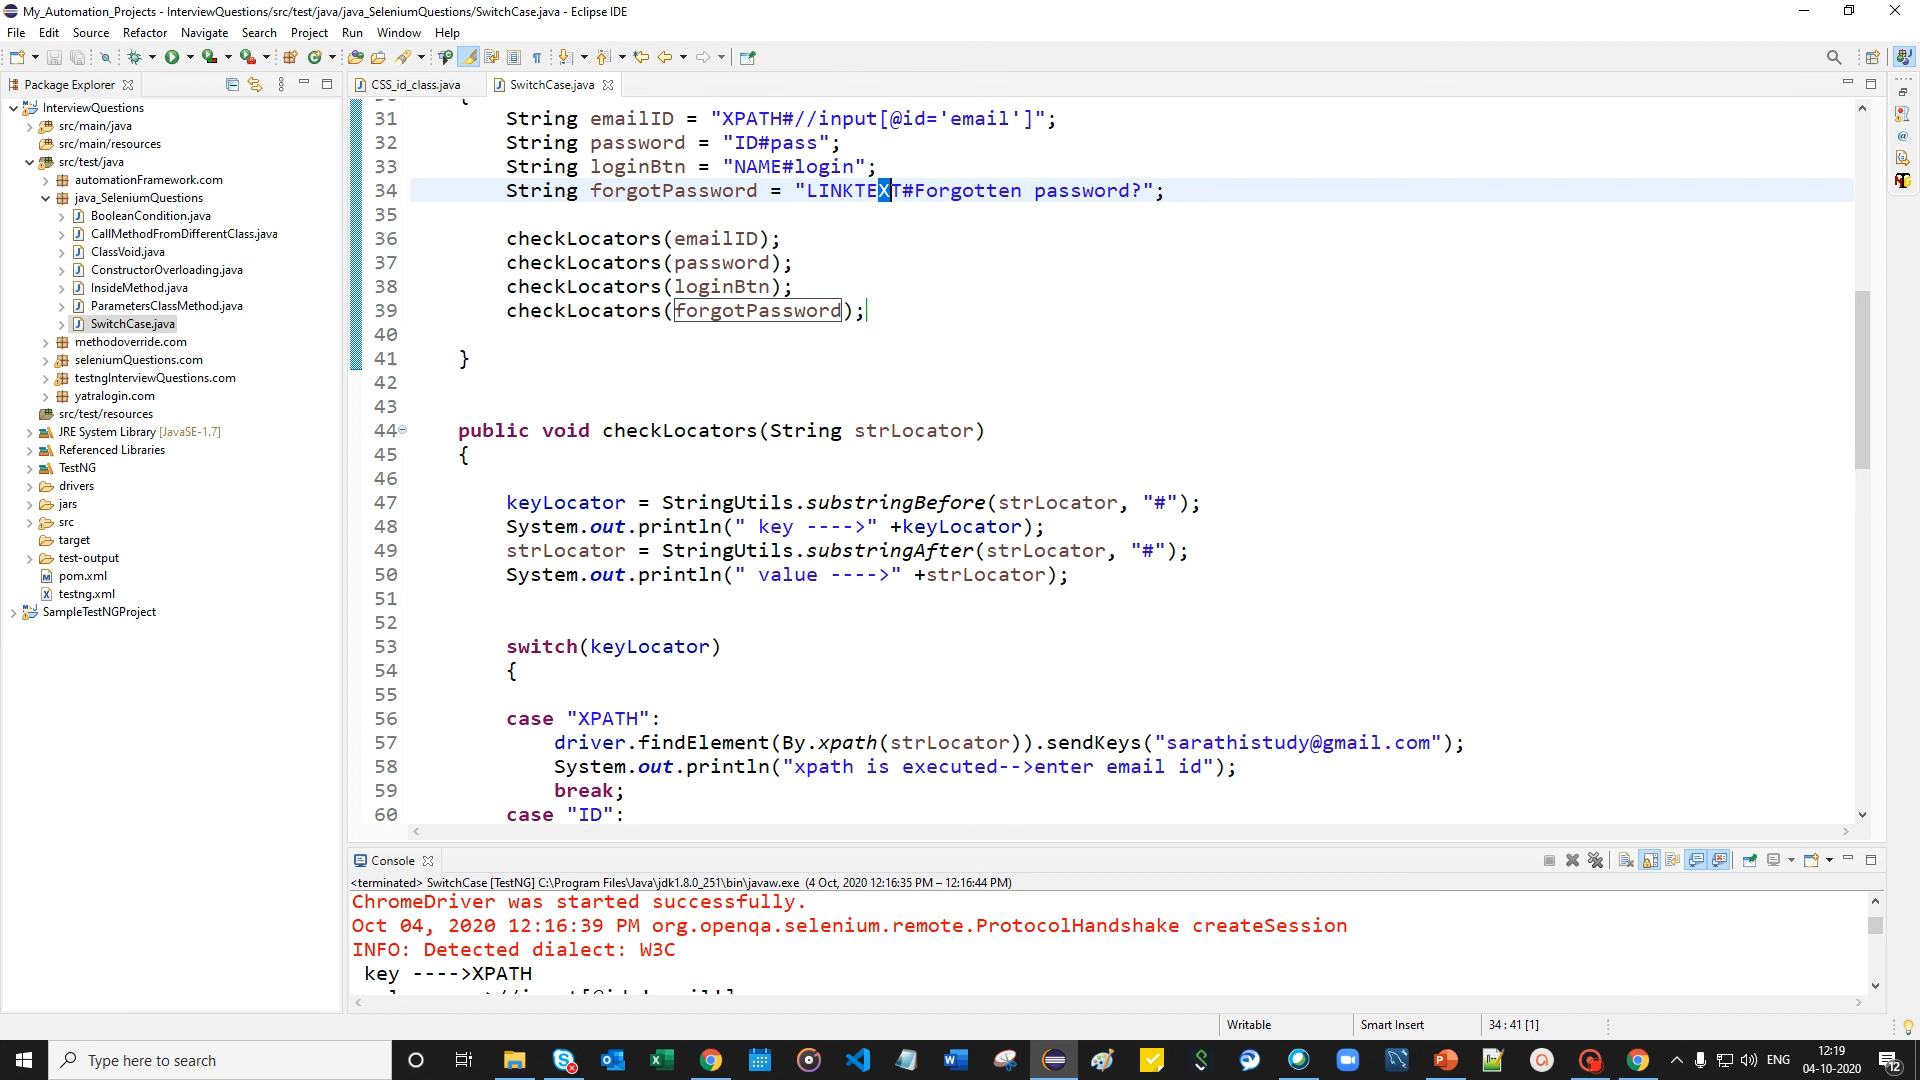 My_Automation_Projects - InterviewQuestions/src/test/java/java_SeleniumQuestions/SwitchCase.java - Eclipse IDE
File Edit Source Refactor Navigate Search Project Run Window Help
Package Explorer
CSS_id_class.java
SwitchCase.java
InterviewQuestions
src/main/java
src/main/resources
src/test/java
automationFramework.com
java_SeleniumQuestions
BooleanCondition.java
CallMethodFromDifferentClass.java
ClassVoid.java
ConstructorOverloading.java
InsideMethod.java
ParametersClassMethod.java
SwitchCase.java
methodoverride.com
seleniumQuestions.com
testngInterviewQuestions.com
yatralogin.com
src/test/resources
JRE System Library [JavaSE-1.7]
Referenced Libraries
TestNG
drivers
jars
src
target
test-output
pom.xml
testng.xml
SampleTestNGProject
31 String emailID = "XPATH#//input[@id='email']";
32 String password = "ID#pass";
33 String loginBtn = "NAME#login";
34 String forgotPassword = "LINKTEXT#Forgotten password?";
35
36 checkLocators(emailID);
37 checkLocators(password);
38 checkLocators(loginBtn);
39 checkLocators(forgotPassword);
40
41 }
42
43
44 public void checkLocators(String strLocator)
45 {
46
47 keyLocator = StringUtils.substringBefore(strLocator, "#");
48 System.out.println(" key ---->" +keyLocator);
49 strLocator = StringUtils.substringAfter(strLocator, "#");
50 System.out.println(" value ---->" +strLocator);
51
52
53 switch(keyLocator)
54 {
55
56 case "XPATH":
57 driver.findElement(By.xpath(strLocator)).sendKeys("sarathistudy@gmail.com");
58 System.out.println("xpath is executed-->enter email id");
59 break;
60 case "ID":
Console
<terminated> SwitchCase [TestNG] C:\Program Files\Java\jdk1.8.0_251\bin\javaw.exe (4 Oct, 2020 12:16:35 PM – 12:16:44 PM)
ChromeDriver was started successfully.
Oct 04, 2020 12:16:39 PM org.openqa.selenium.remote.ProtocolHandshake createSession
INFO: Detected dialect: W3C
key ---->XPATH
Writable
Smart Insert
34 : 41 [1]
Type here to search
ENG
12:19
04-10-2020
12